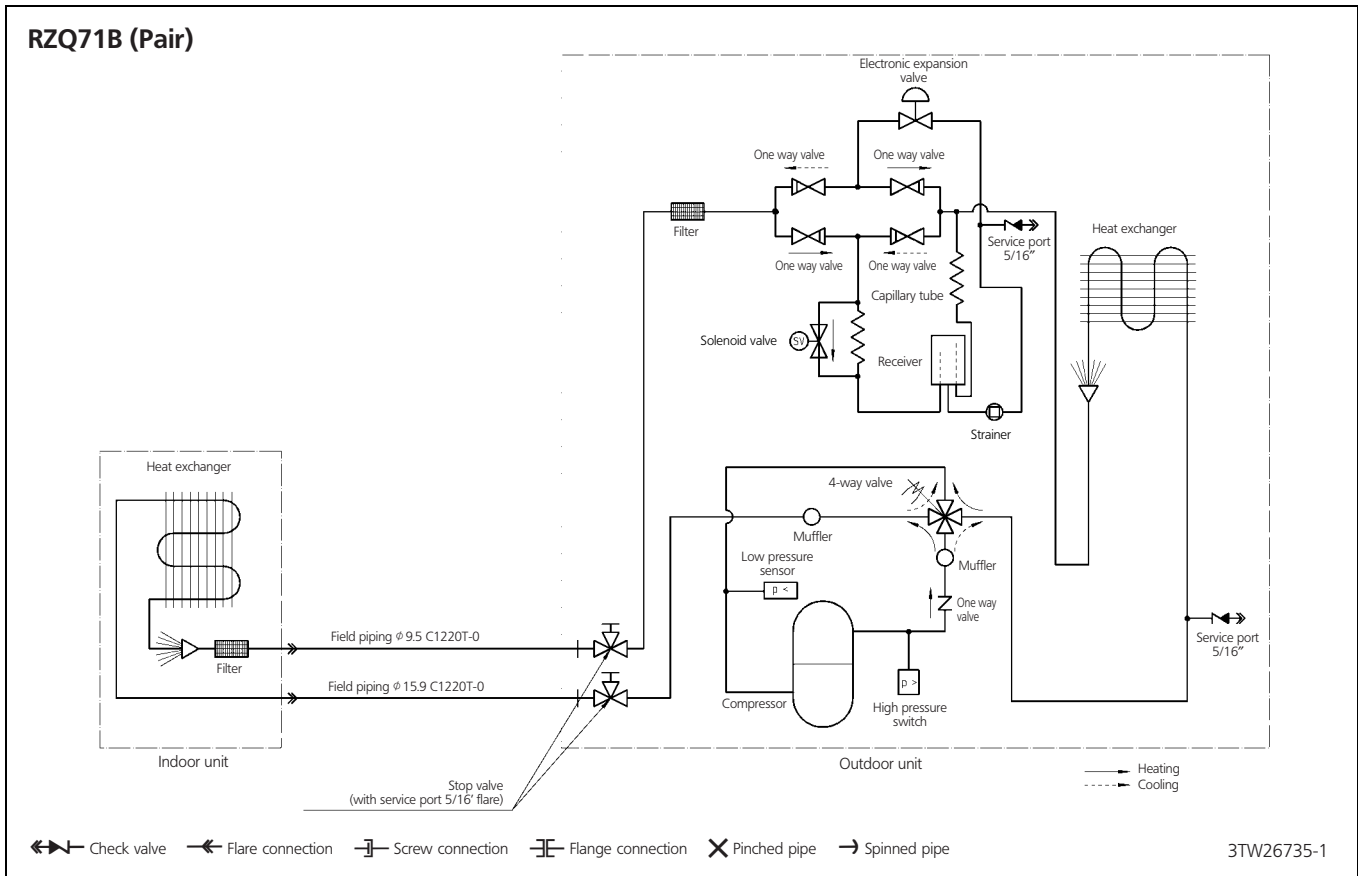 RZQ71B (Pair)
Electronic expansion
valve
One way valve
One way valve
Filter
One way valve
One way valve
Service port
5/16″
Heat exchanger
Capillary tube
Solenoid valve
SV
Receiver
Strainer
Heat exchanger
4-way valve
Muffler
Low pressure
sensor
p <
Muffler
One way
valve
Field piping φ 9.5 C1220T-0
Filter
Service port
5/16″
Field piping φ 15.9 C1220T-0
p >
Compressor
High pressure
switch
Indoor unit
Outdoor unit
Stop valve
(with service port 5/16' flare)
Heating
Cooling
Check valve
Flare connection
Screw connection
Flange connection
Pinched pipe
Spinned pipe
3TW26735-1